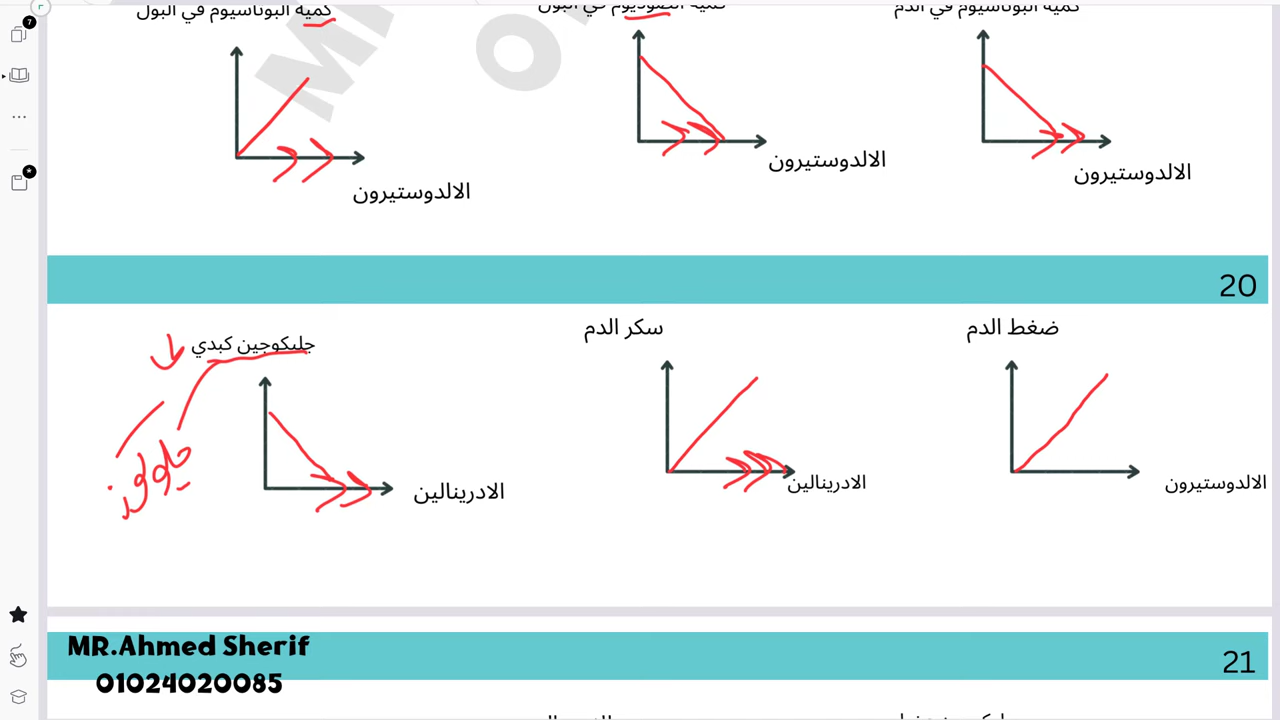 كمية البوتاسيوم في الدم
كمية الصوديوم في البول
كمية البوتاسيوم في البول
الالدوستيرون
الالدوستيرون
الالدوستيرون
20
ضغط الدم
سكر الدم
جليكوجين كبدي
جلوكوز
الالدوستيرون
الادرينالين
الادرينالين
MR.Ahmed Sherif
01024020085
21